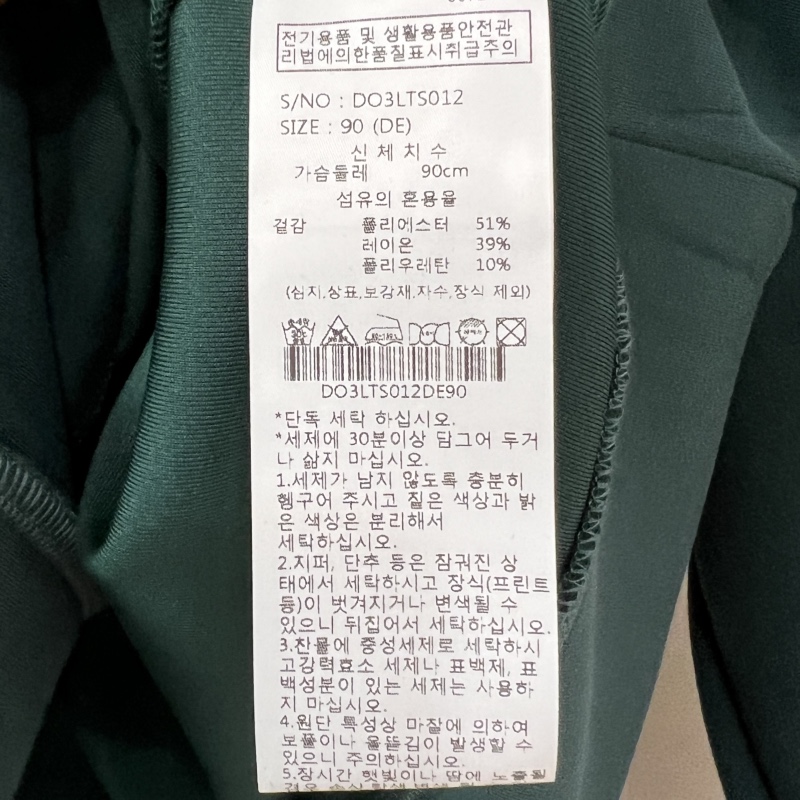 전기용품 및 생활용품안전관
리법에의한품질표시취급주의
S/NO : DO3LTS012
SIZE : 90 (DE)
신 체 치 수
가슴둘레 90cm
섬유의 혼용율
겉감 폴리에스터 51%
레이온 39%
폴리우레탄 10%
(심지,상표,보강재,자수,장식 제외)
DO3LTS012DE90
*단독 세탁 하십시오.
*세제에 30분이상 담그어 두거
나 삶지 마십시오.
1.세제가 남지 않도록 충분히
헹구어 주시고 짙은 색상과 밝
은 색상은 분리해서
세탁하십시오.
2.지퍼, 단추 등은 잠궈진 상
태에서 세탁하시고 장식(프린트
등)이 벗겨지거나 변색될 수
있으니 뒤집어서 세탁하십시오.
3.찬물에 중성세제로 세탁하시
고강력효소 세제나 표백제, 표
백성분이 있는 세제는 사용하
지 마십시오.
4.원단 특성상 마찰에 의하여
보풀이나 올뜯김이 발생할 수
있으니 주의하십시오.
5.장시간 햇빛이나 땀에 노출될